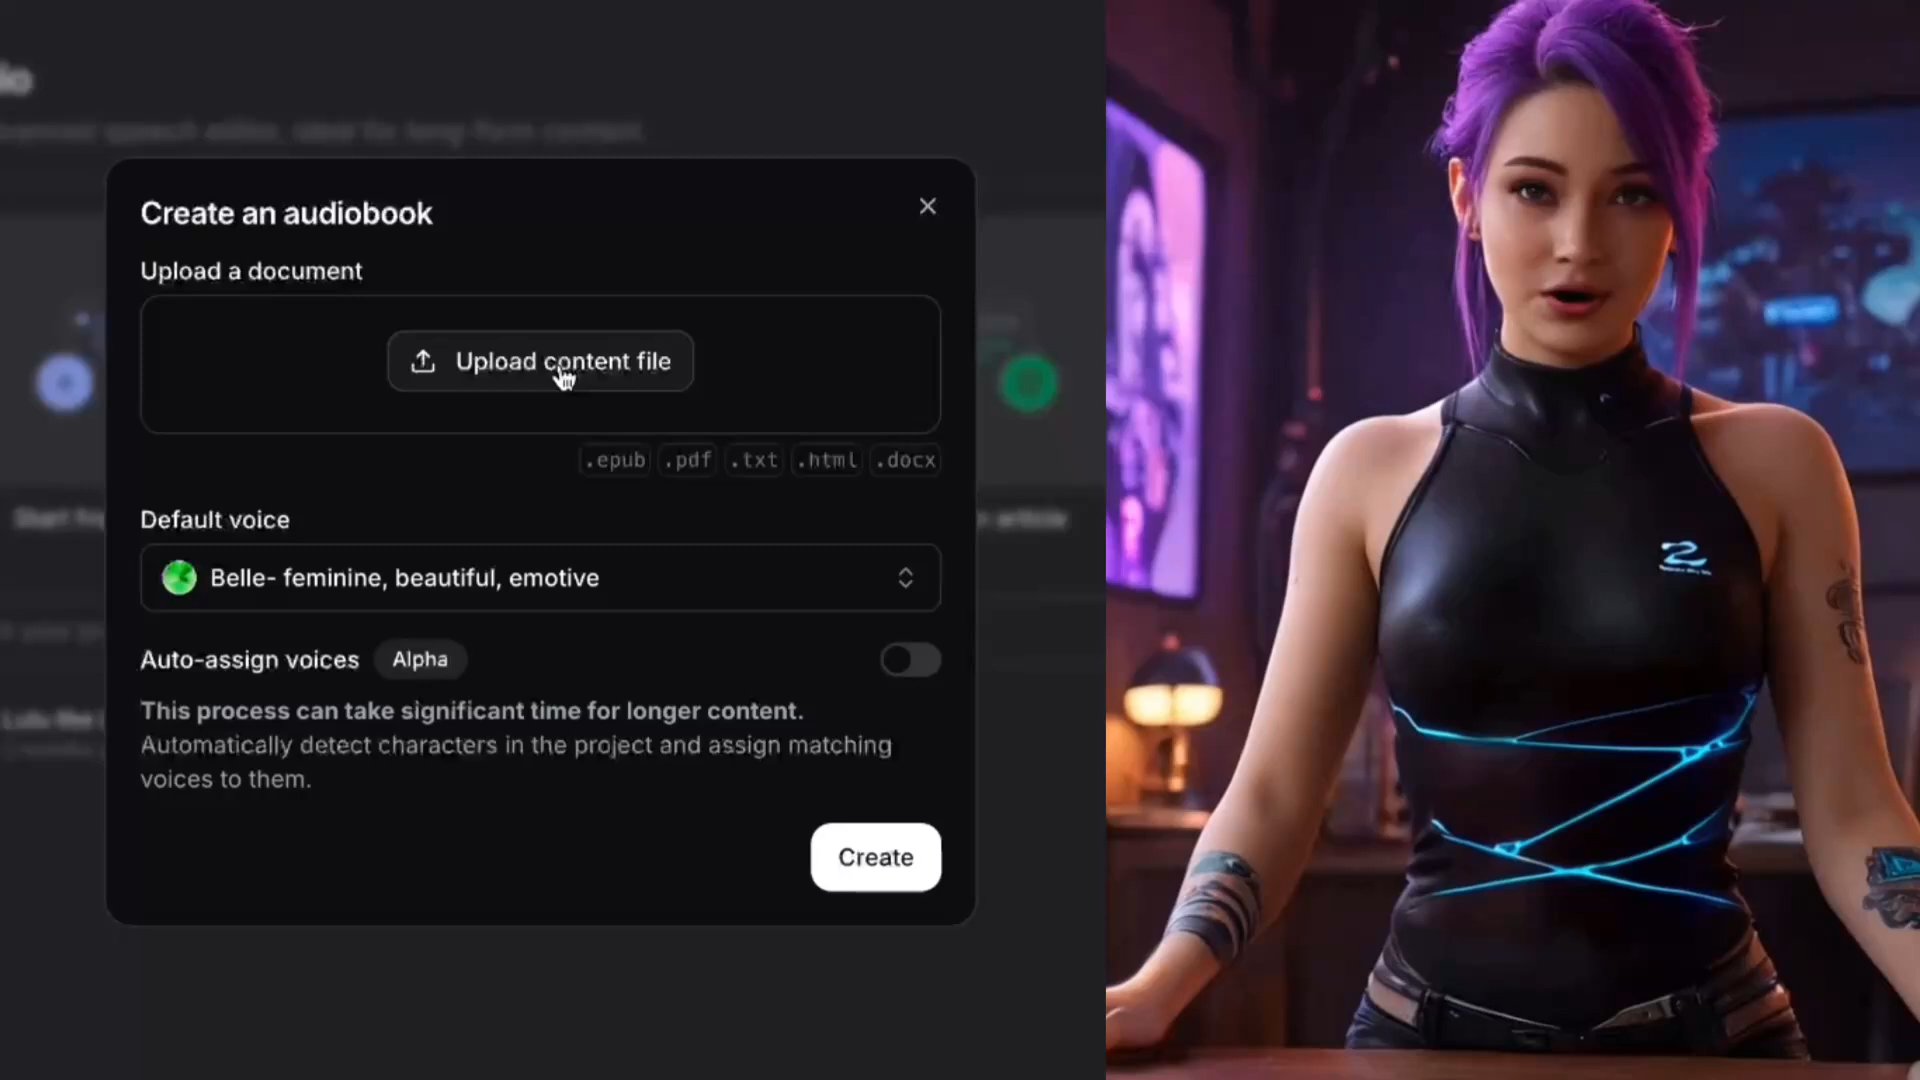 Create an audiobook
Upload a document
Upload content file
.epub .pdf .txt .html .docx
Default voice
Belle- feminine, beautiful, emotive
Auto-assign voices Alpha
This process can take significant time for longer content.
Automatically detect characters in the project and assign matching
voices to them.
Create